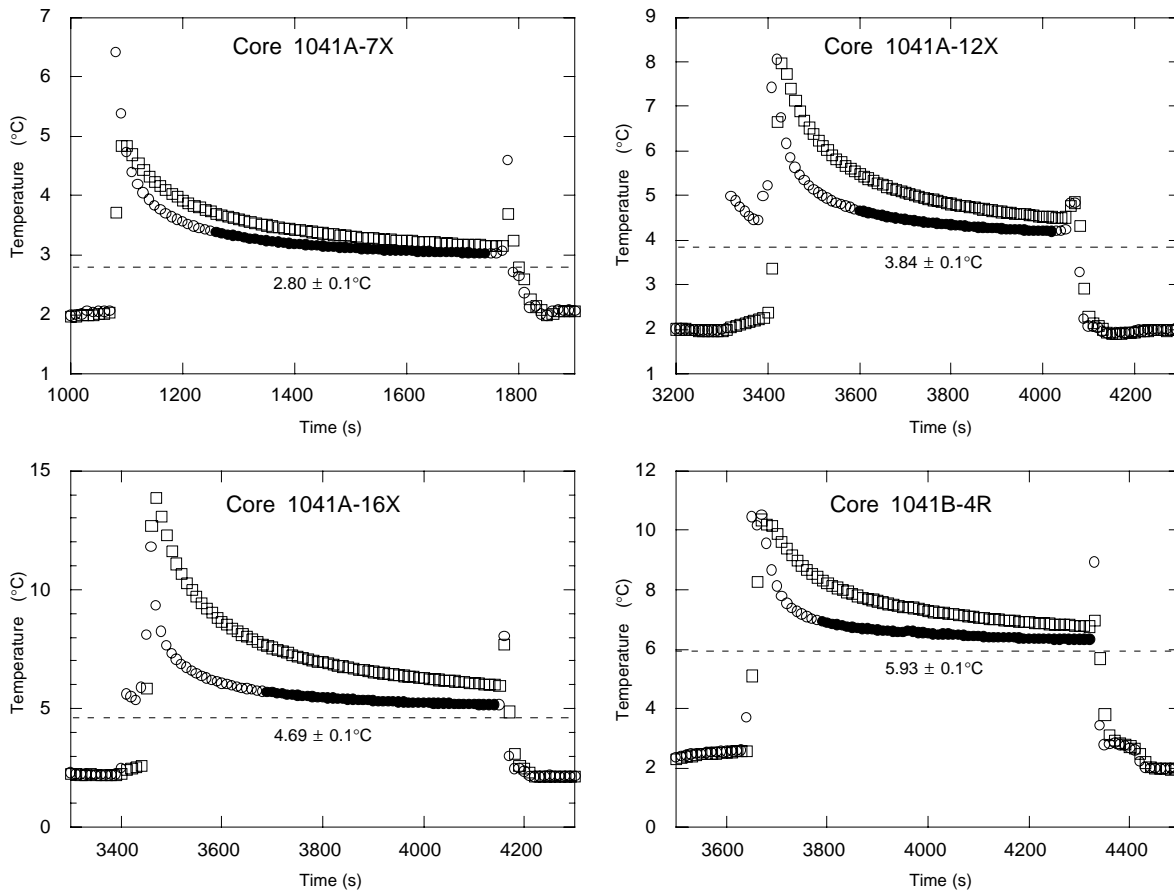 Core 1041A-7X
7
6
5
4
3
2
1
Temperature (°C)
2.80 ± 0.1°C
1000 1200 1400 1600 1800
Time (s)
Core 1041A-12X
9
8
7
6
5
4
3
2
1
Temperature (°C)
3.84 ± 0.1°C
3200 3400 3600 3800 4000 4200
Time (s)
Core 1041A-16X
15
10
5
0
Temperature (°C)
4.69 ± 0.1°C
3400 3600 3800 4000 4200
Time (s)
Core 1041B-4R
12
10
8
6
4
2
0
Temperature (°C)
5.93 ± 0.1°C
3600 3800 4000 4200 4400
Time (s)